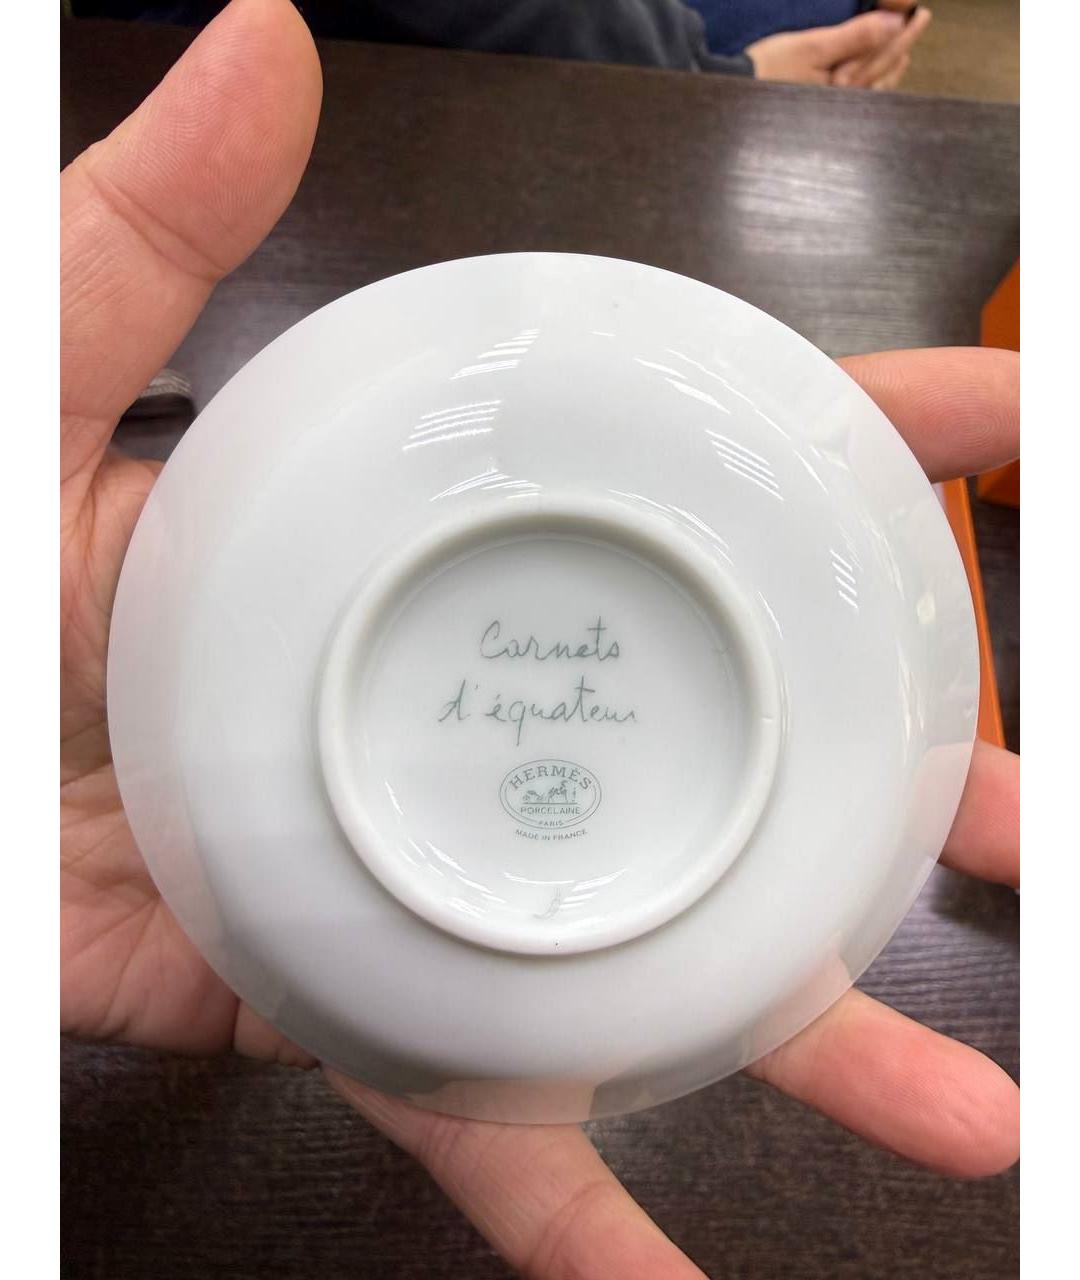 Carnets
d'équateur
HERMÈS
PORCELAINE
PARIS
MADE IN FRANCE